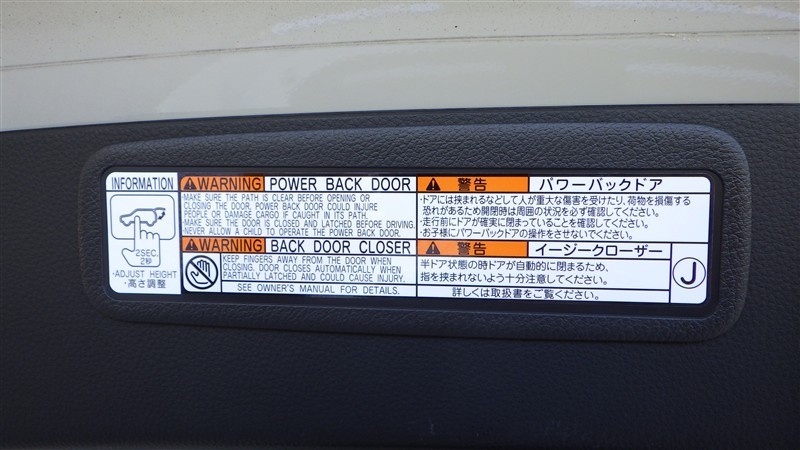 INFORMATION
2SEC.
2秒
-ADJUST HEIGHT
-高さ調整
WARNING POWER BACK DOOR
-MAKE SURE THE PATH IS CLEAR BEFORE OPENING OR
CLOSING THE DOOR. POWER BACK DOOR COULD INJURE
PEOPLE OR DAMAGE CARGO IF CAUGHT IN ITS PATH.
-MAKE SURE THE DOOR IS CLOSED AND LATCHED BEFORE DRIVING.
-NEVER ALLOW A CHILD TO OPERATE THE POWER BACK DOOR.
WARNING BACK DOOR CLOSER
KEEP FINGERS AWAY FROM THE DOOR WHEN
CLOSING. DOOR CLOSES AUTOMATICALLY WHEN
PARTIALLY LATCHED AND COULD CAUSE INJURY.
SEE OWNER'S MANUAL FOR DETAILS.
警告 パワーバックドア
・ドアには挟まれるなどして人が重大な傷害を受けたり、荷物を損傷する
恐れがあるため開閉時は周囲の状況を必ず確認してください。
・走行前にドアが確実に閉まっていることを確認してください。
・お子様にパワーバックドアの操作をさせないでください。
警告 イージークローザー
半ドア状態の時ドアが自動的に閉まるため、
指を挟まれないよう十分注意してください。
詳しくは取扱書をご覧ください。
J